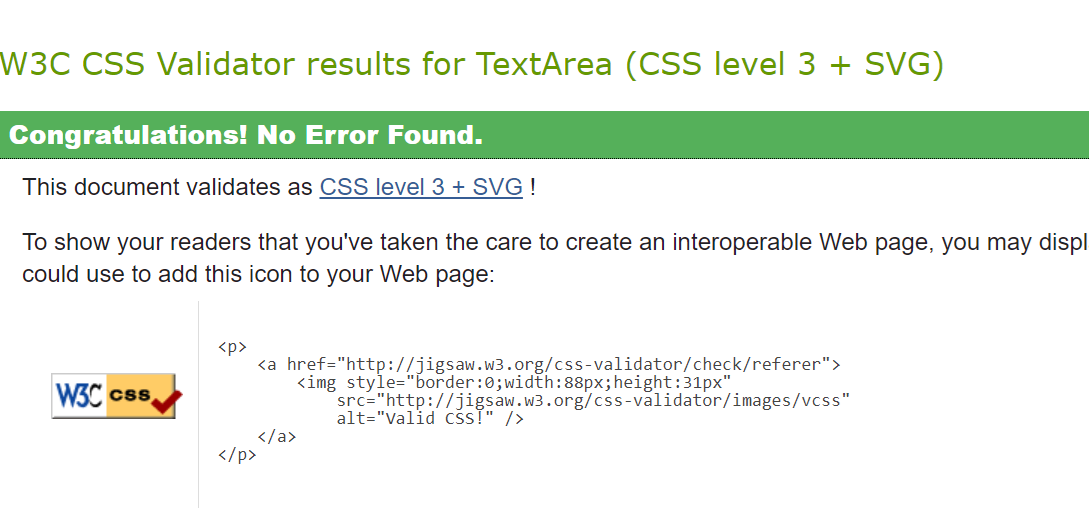 W3C CSS Validator results for TextArea (CSS level 3 + SVG)
Congratulations! No Error Found.
This document validates as CSS level 3 + SVG !
To show your readers that you've taken the care to create an interoperable Web page, you may displ
could use to add this icon to your Web page:
<p>
<a href="http://jigsaw.w3.org/css-validator/check/referer">
<img style="border:0;width:88px;height:31px"
src="http://jigsaw.w3.org/css-validator/images/vcss"
alt="Valid CSS!" />
</a>
</p>
W3C css